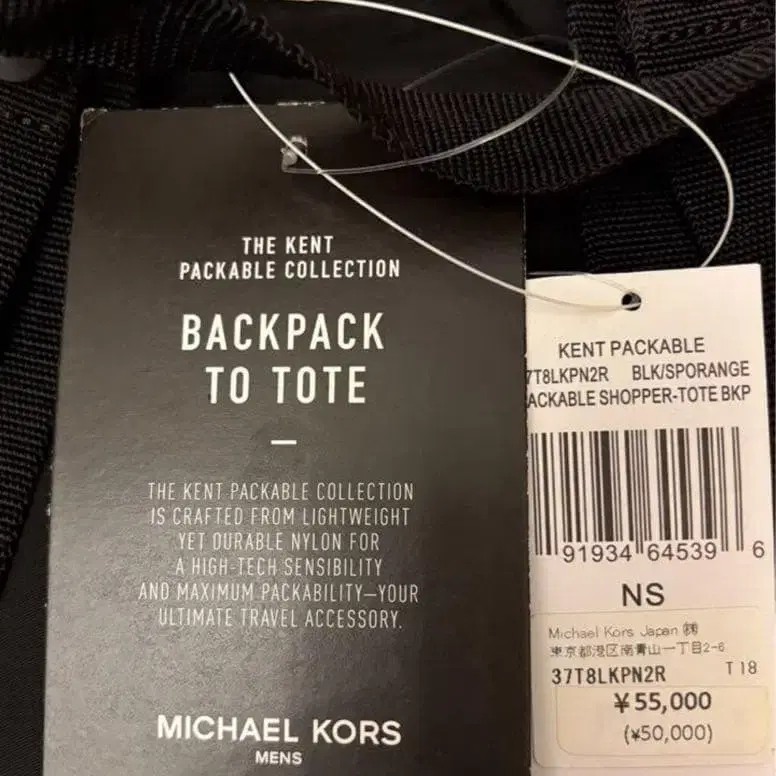 THE KENT
PACKABLE COLLECTION
BACKPACK
TO TOTE
—
THE KENT PACKABLE COLLECTION
IS CRAFTED FROM LIGHTWEIGHT
YET DURABLE NYLON FOR
A HIGH-TECH SENSIBILITY
AND MAXIMUM PACKABILITY—YOUR
ULTIMATE TRAVEL ACCESSORY.
MICHAEL KORS
MENS
KENT PACKABLE
7T8LKPN2R BLK/SPORANGE
ACKABLE SHOPPER-TOTE BKP
91934 64539 6
NS
Michael Kors Japan ㈱
東京都港区南青山一丁目2-6
37T8LKPN2R T18
¥55,000
(¥50,000)